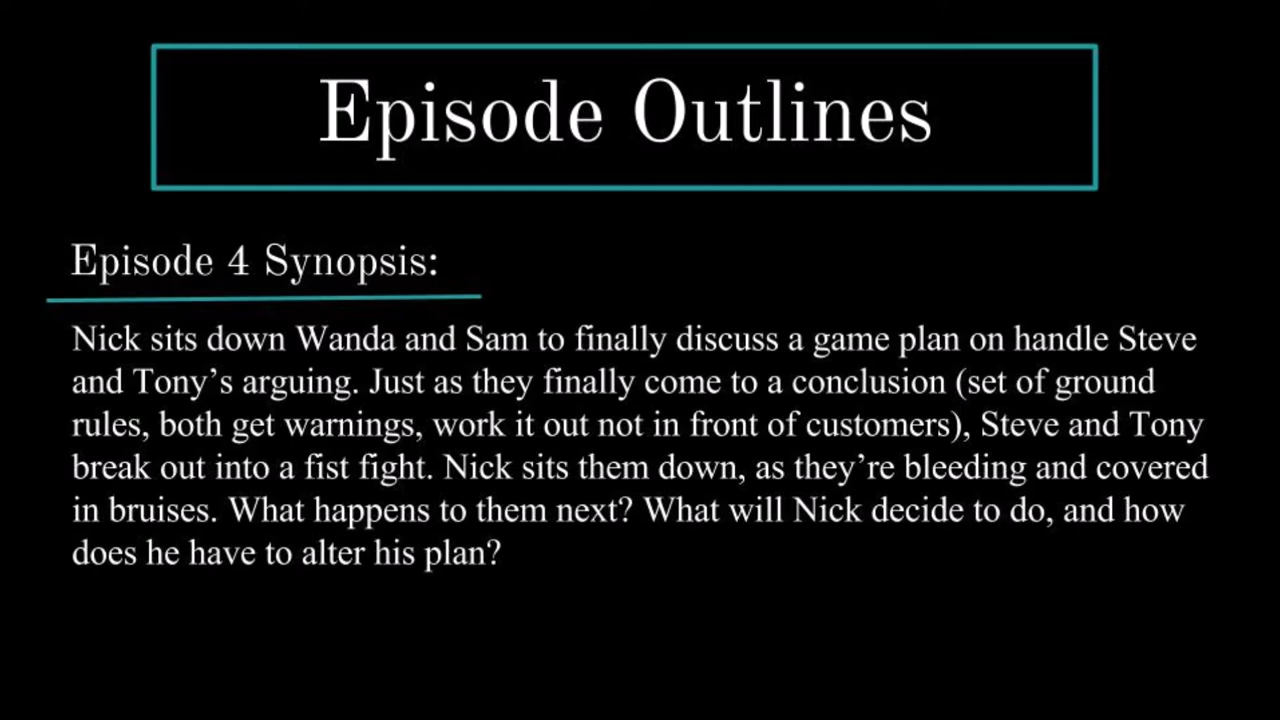 Episode Outlines
Episode 4 Synopsis:
Nick sits down Wanda and Sam to finally discuss a game plan on handle Steve
and Tony’s arguing. Just as they finally come to a conclusion (set of ground
rules, both get warnings, work it out not in front of customers), Steve and Tony
break out into a fist fight. Nick sits them down, as they’re bleeding and covered
in bruises. What happens to them next? What will Nick decide to do, and how
does he have to alter his plan?